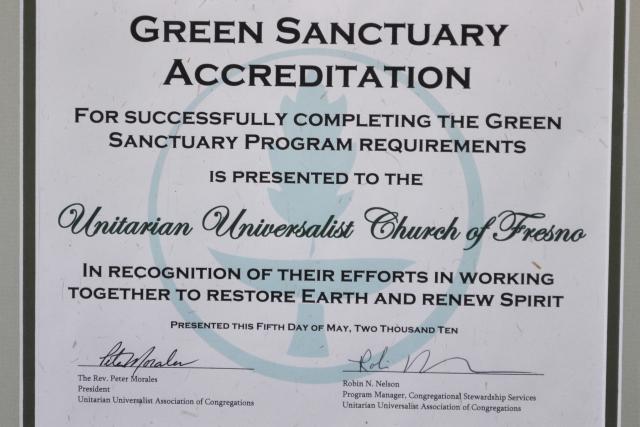 GREEN SANCTUARY
ACCREDITATION
FOR SUCCESSFULLY COMPLETING THE GREEN
SANCTUARY PROGRAM REQUIREMENTS
IS PRESENTED TO THE
Unitarian Universalist Church of Fresno
IN RECOGNITION OF THEIR EFFORTS IN WORKING
TOGETHER TO RESTORE EARTH AND RENEW SPIRIT
PRESENTED THIS FIFTH DAY OF MAY, TWO THOUSAND TEN
Peter Morales
Robin
The Rev. Peter Morales
President
Unitarian Universalist Association of Congregations
Robin N. Nelson
Program Manager, Congregational Stewardship Services
Unitarian Universalist Association of Congregations